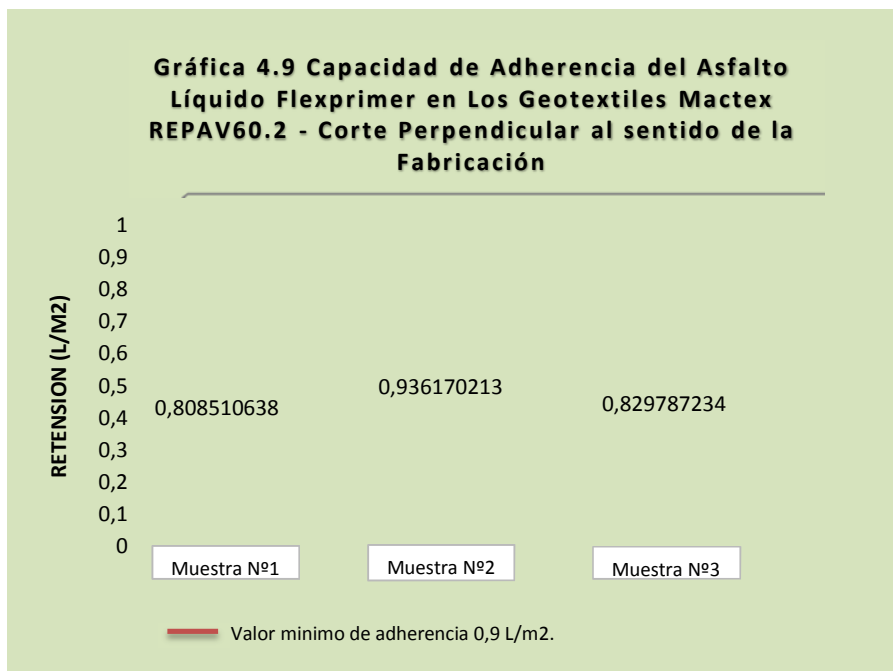 Gráfica 4.9 Capacidad de Adherencia del Asfalto
Líquido Flexprimer en Los Geotextiles Mactex
REPAV60.2 - Corte Perpendicular al sentido de la
Fabricación
RETENSION (L/M2)
1
0,9
0,8
0,7
0,6
0,5
0,4
0,3
0,2
0,1
0
0,808510638
0,936170213
0,829787234
Muestra Nº1
Muestra Nº2
Muestra Nº3
Valor minimo de adherencia 0,9 L/m2.